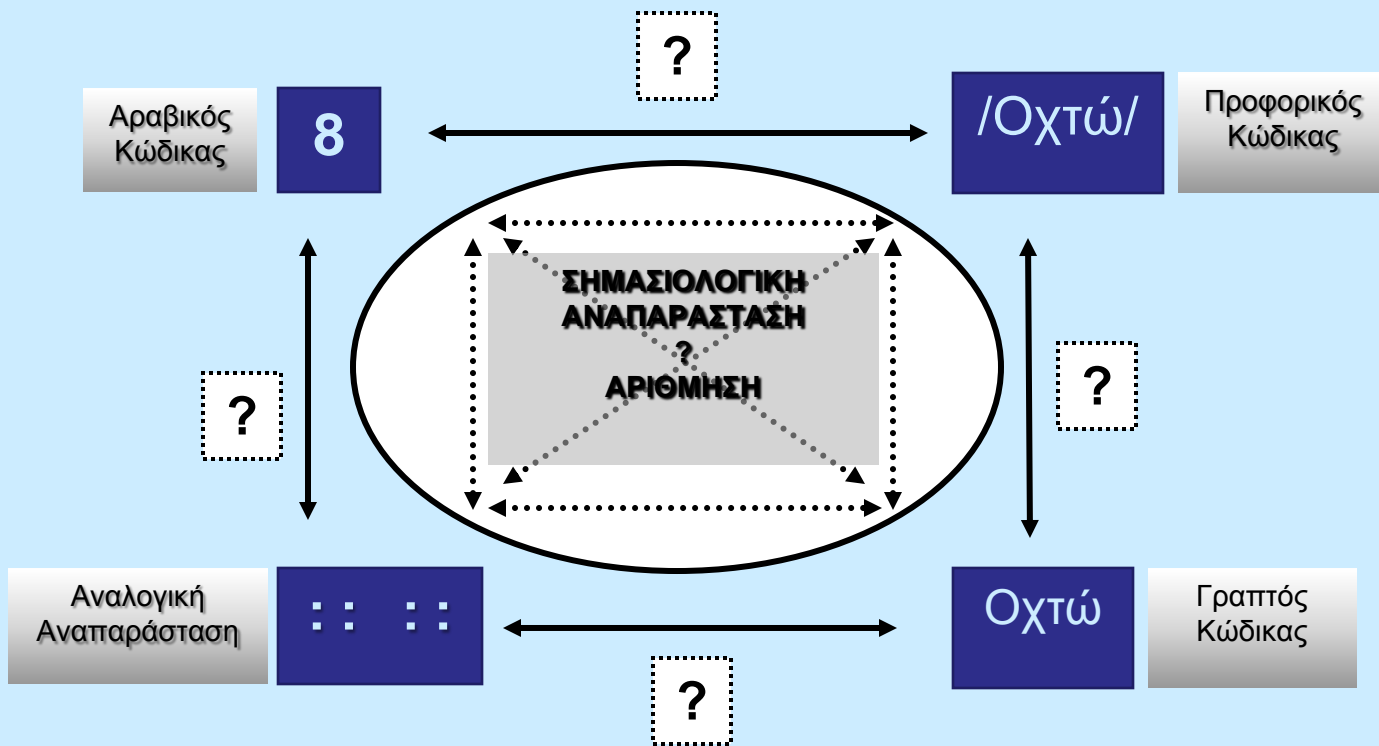 ?
Αραβικός
Κώδικας
8
/Οχτώ/
Προφορικός
Κώδικας
ΣΗΜΑΣΙΟΛΟΓΙΚΗ
ΑΝΑΠΑΡΑΣΤΑΣΗ
?
ΑΡΙΘΜΗΣΗ
?
?
Αναλογική
Αναπαράσταση
: : : :
Οχτώ
Γραπτός
Κώδικας
?